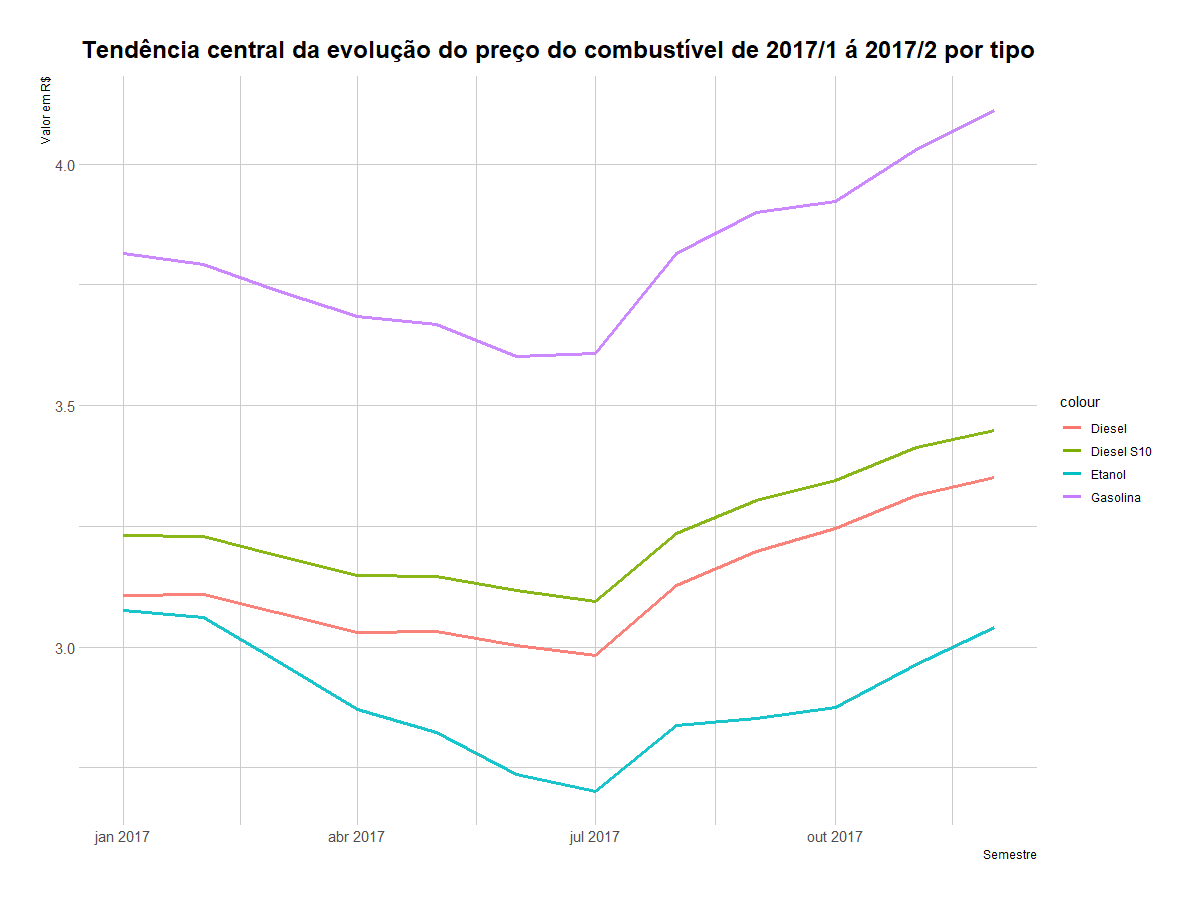 Tendência central da evolução do preço do combustível de 2017/1 á 2017/2 por tipo
Valor em R$
4.0
3.5
3.0
jan 2017
abr 2017
jul 2017
out 2017
Semestre
colour
Diesel
Diesel S10
Etanol
Gasolina